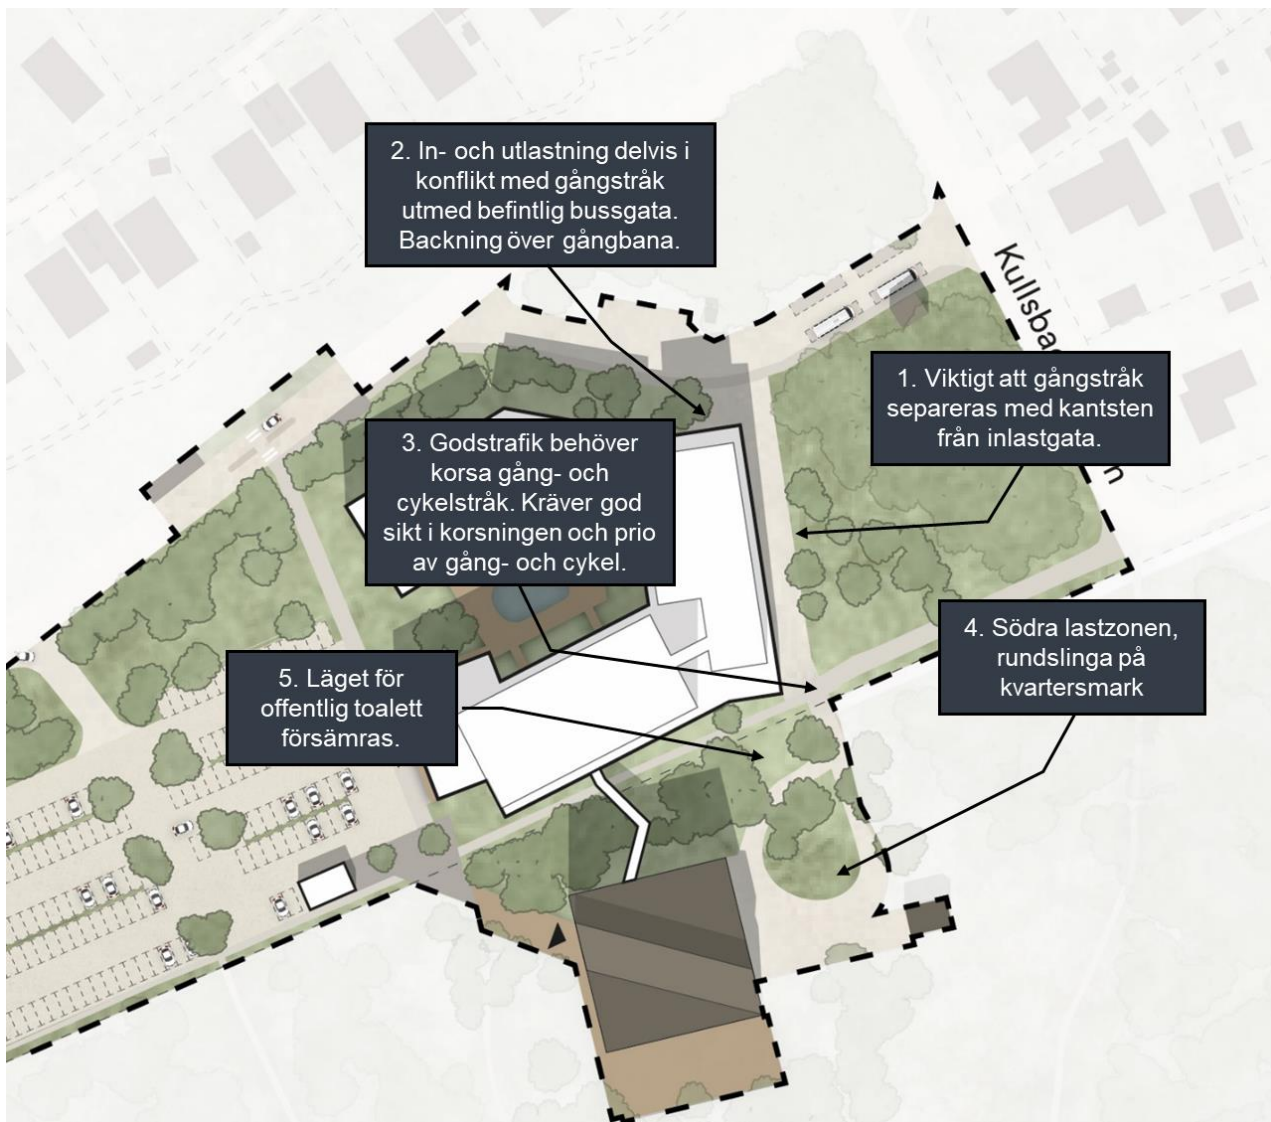 2. In- och utlastning delvis i
konflikt med gångstråk
utmed befintlig bussgata.
Backning över gångbana.
Kullsba
n
1. Viktigt att gångstråk
separeras med kantsten
från inlastgata.
3. Godstrafik behöver
korsa gång- och
cykelstråk. Kräver god
sikt i korsningen och prio
av gång- och cykel.
4. Södra lastzonen,
rundslinga på
kvartersmark
5. Läget för
offentlig toalett
försämras.